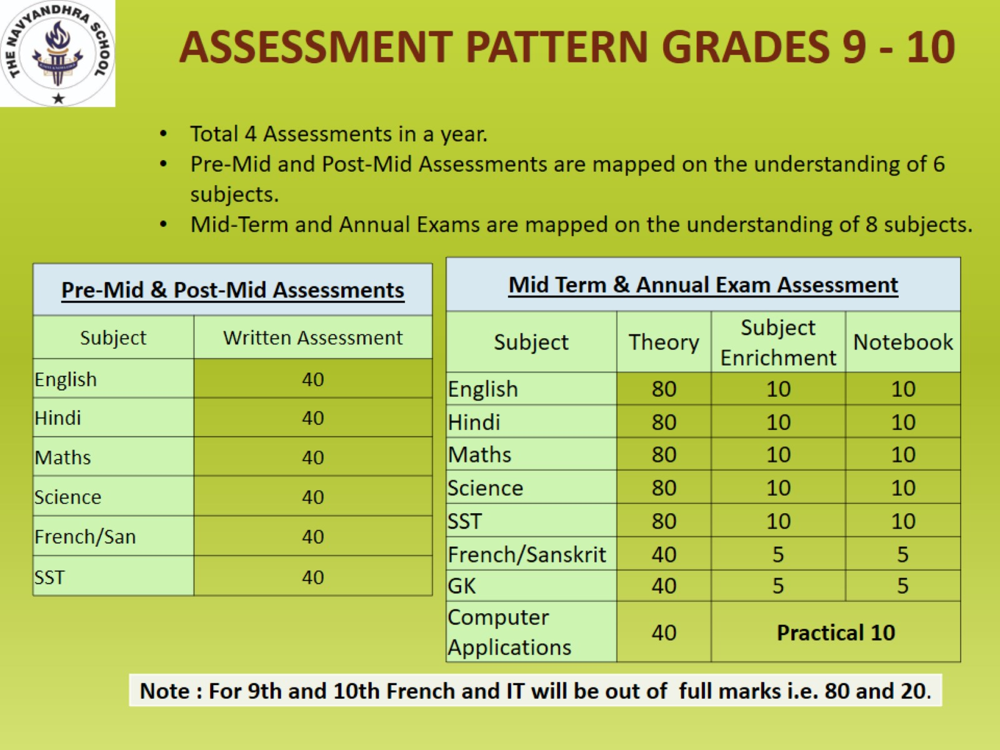 THE NAVYANDHRA SCHOOL
ASSESSMENT PATTERN GRADES 9 - 10
• Total 4 Assessments in a year.
• Pre-Mid and Post-Mid Assessments are mapped on the understanding of 6
subjects.
• Mid-Term and Annual Exams are mapped on the understanding of 8 subjects.
Pre-Mid & Post-Mid Assessments
Subject Written Assessment
English 40
Hindi 40
Maths 40
Science 40
French/San 40
SST 40
Mid Term & Annual Exam Assessment
Subject Theory Subject Enrichment Notebook
English 80 10 10
Hindi 80 10 10
Maths 80 10 10
Science 80 10 10
SST 80 10 10
French/Sanskrit 40 5 5
GK 40 5 5
Computer Applications 40 Practical 10
Note : For 9th and 10th French and IT will be out of  full marks i.e. 80 and 20.